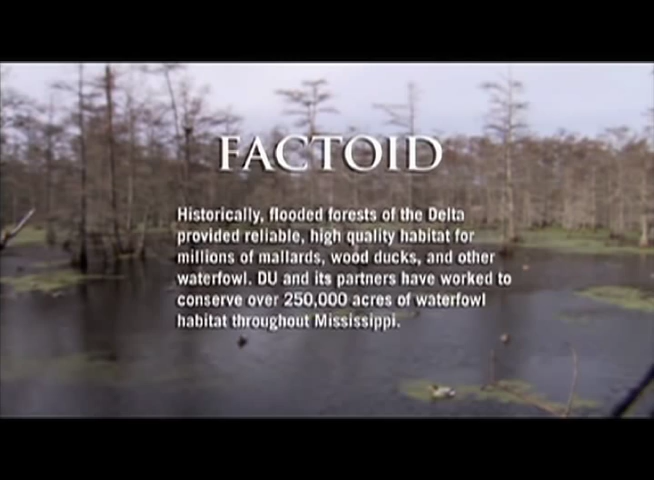 FACTOID
Historically, flooded forests of the Delta
provided reliable, high quality habitat for
millions of mallards, wood ducks, and other
waterfowl. DU and its partners have worked to
conserve over 250,000 acres of waterfowl
habitat throughout Mississippi.